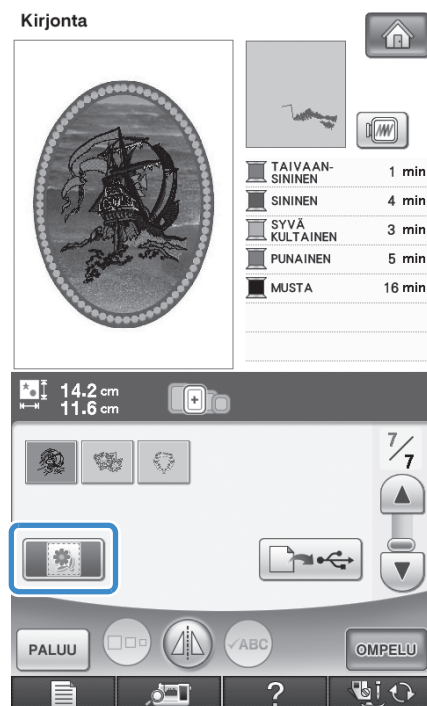 Kirjonta
TAIVAAN-
SININEN 1 min
SININEN 4 min
SYVÄ
KULTAINEN 3 min
PUNAINEN 5 min
MUSTA 16 min
14.2 cm
11.6 cm
7/7
PALUU
ABC
OMPELU
?